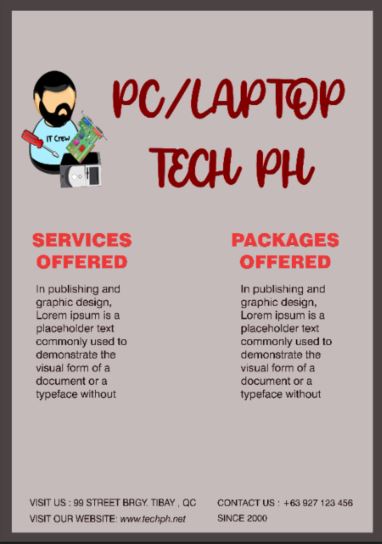 IT CREW
PC/LAPTOP
TECH PH
SERVICES
OFFERED
In publishing and
graphic design,
Lorem ipsum is a
placeholder text
commonly used to
demonstrate the
visual form of a
document or a
typeface without
PACKAGES
OFFERED
In publishing and
graphic design,
Lorem ipsum is a
placeholder text
commonly used to
demonstrate the
visual form of a
document or a
typeface without
VISIT US : 99 STREET BRGY. TIBAY , QC
VISIT OUR WEBSITE: www.techph.net
CONTACT US : +63 927 123 456
SINCE 2000